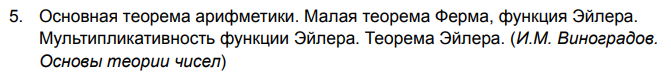 5. Основная теорема арифметики. Малая теорема Ферма, функция Эйлера.
Мультипликативность функции Эйлера. Теорема Эйлера. (И.М. Виноградов.
Основы теории чисел)